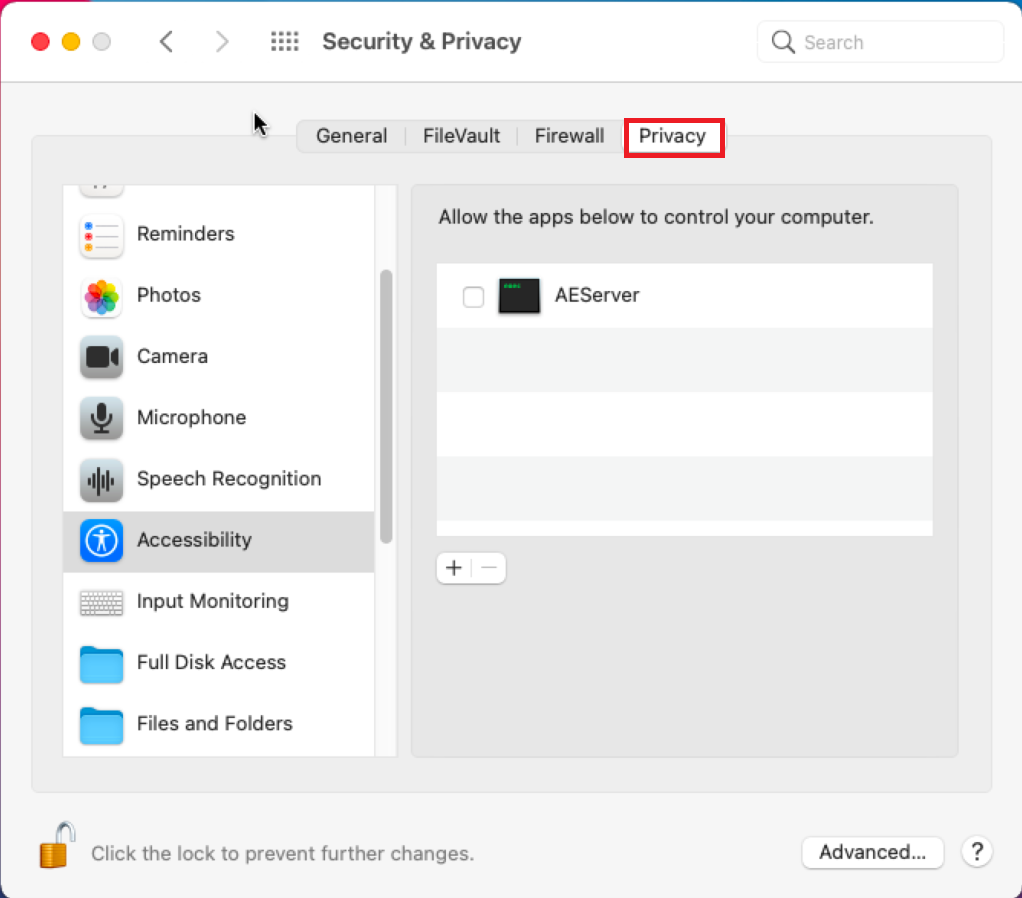 Security & Privacy
Search
General
FileVault
Firewall
Privacy
Reminders
Photos
Camera
Microphone
Speech Recognition
Accessibility
Input Monitoring
Full Disk Access
Files and Folders
Allow the apps below to control your computer.
AEServer
Click the lock to prevent further changes.
Advanced...
?